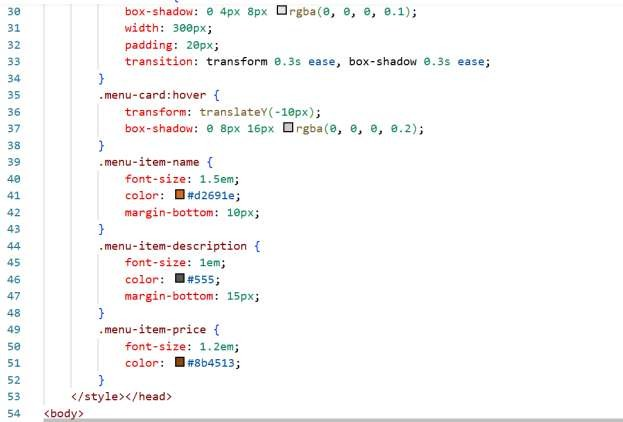 {
30 box-shadow: 0 4px 8px rgba(0, 0, 0, 0.1);
31 width: 300px;
32 padding: 20px;
33 transition: transform 0.3s ease, box-shadow 0.3s ease;
34 }
35 .menu-card:hover {
36 transform: translateY(-10px);
37 box-shadow: 0 8px 16px rgba(0, 0, 0, 0.2);
38 }
39 .menu-item-name {
40 font-size: 1.5em;
41 color: #d2691e;
42 margin-bottom: 10px;
43 }
44 .menu-item-description {
45 font-size: 1em;
46 color: #555;
47 margin-bottom: 15px;
48 }
49 .menu-item-price {
50 font-size: 1.2em;
51 color: #8b4513;
52 }
53 </style></head>
54 <body>